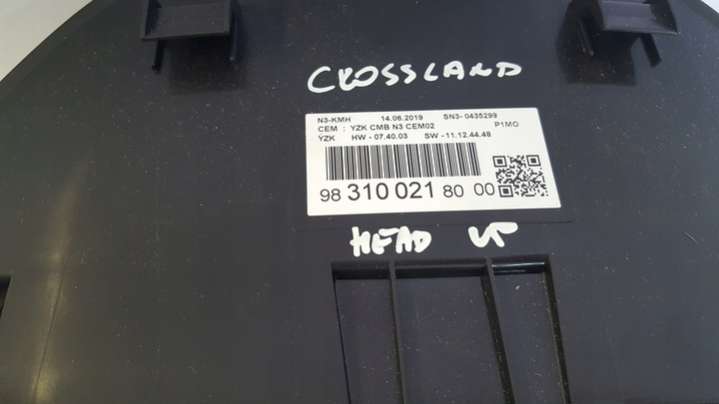 CROSSLAND
N3-KMH 14.06.2019 SN3- 0435299
CEM : YZK CMB N3 CEM02 P1MO
YZK HW - 07.40.03 SW -11.12.44.48
98 310 021 80 00
HEAD UP